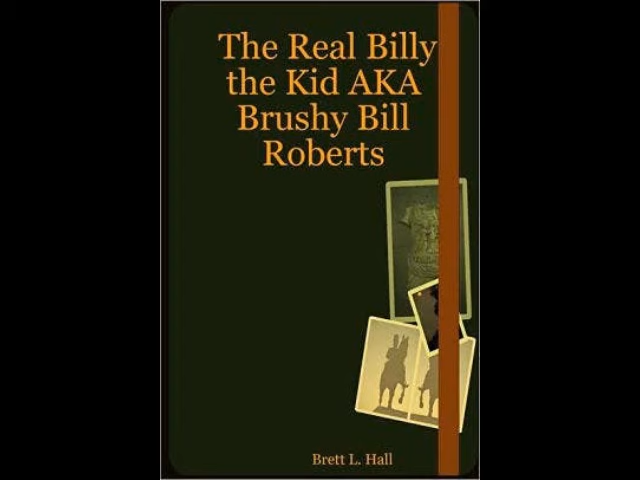 The Real Billy
the Kid AKA
Brushy Bill
Roberts
Brett L. Hall